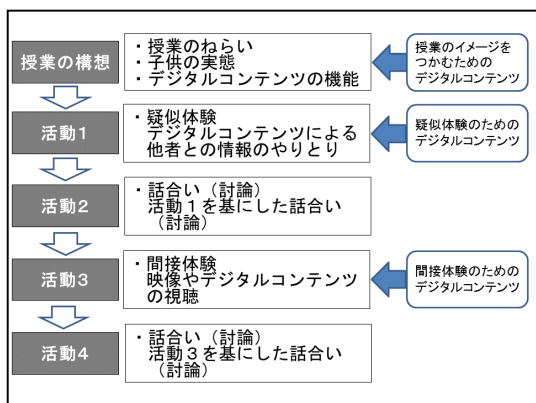 授業の構想
・授業のねらい
・子供の実態
・デジタルコンテンツの機能
授業のイメージを
つかむための
デジタルコンテンツ
活動1
・疑似体験
デジタルコンテンツによる
他者との情報のやりとり
疑似体験のための
デジタルコンテンツ
活動2
・話合い（討論）
活動１を基にした話合い
（討論）
活動3
・間接体験
映像やデジタルコンテンツ
の視聴
間接体験のための
デジタルコンテンツ
活動4
・話合い（討論）
活動３を基にした話合い
（討論）